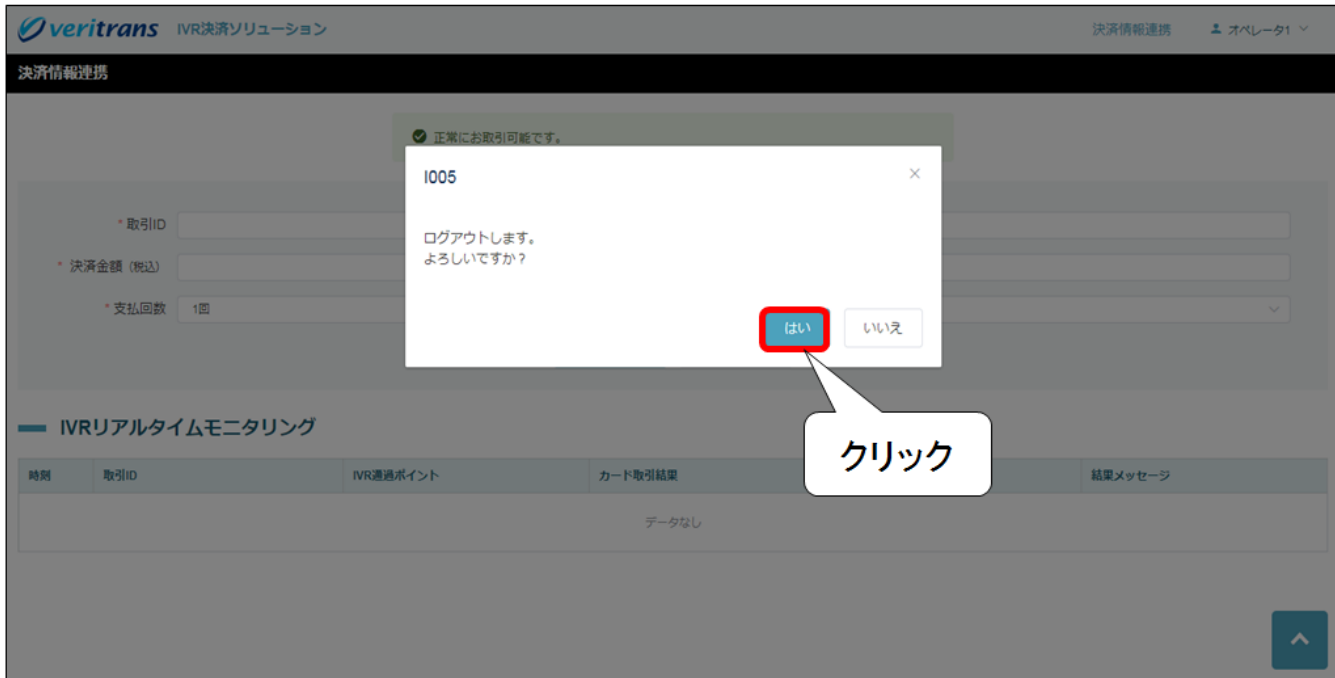 veritrans IVR決済ソリューション 決済情報連携 オペレータ1
決済情報連携
正常にお取引可能です。
I005
ログアウトします。
よろしいですか？
* 取引ID
* 決済金額 (税込)
* 支払回数 1回
はい いいえ
クリック
IVRリアルタイムモニタリング
時刻 取引ID IVR通過ポイント カード取引結果 結果メッセージ
データなし